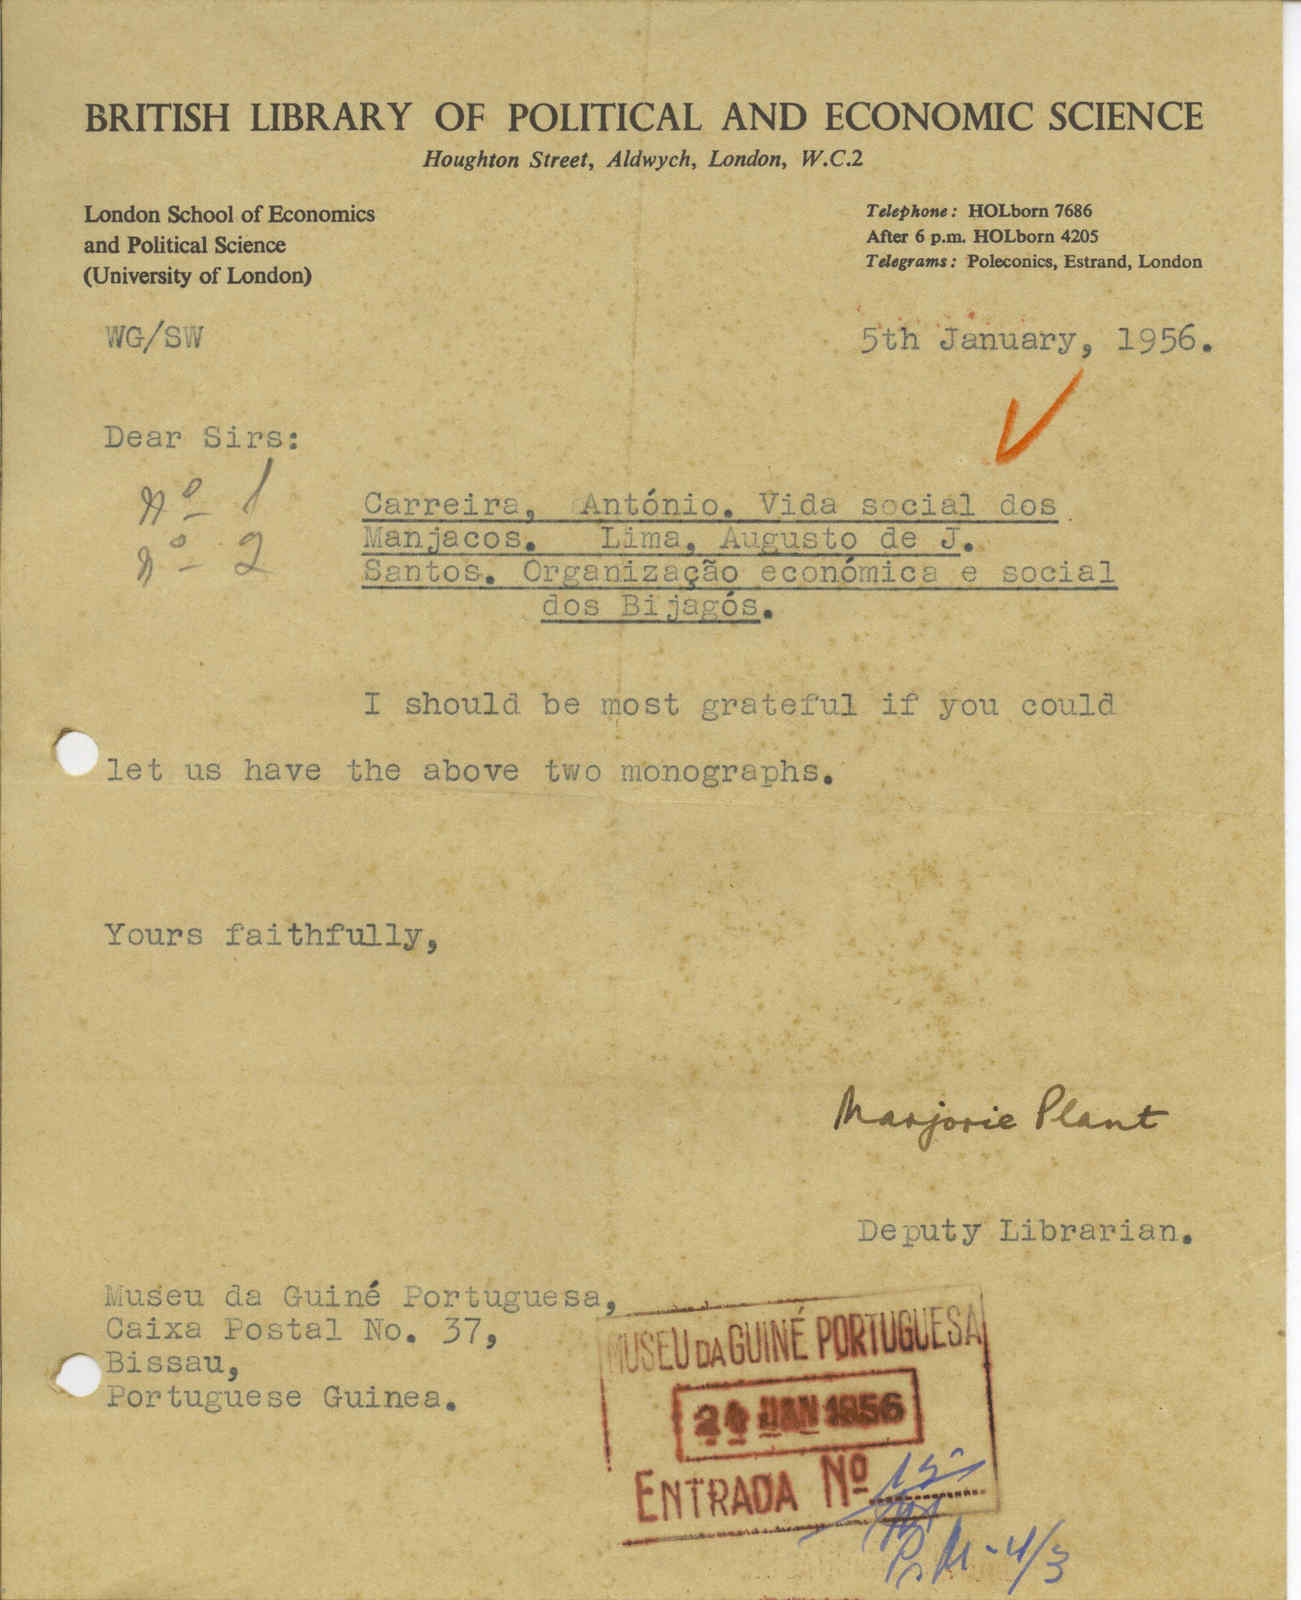 BRITISH LIBRARY OF POLITICAL AND ECONOMIC SCIENCE
Houghton Street, Aldwych, London, W.C.2
London School of Economics
and Political Science
(University of London)
Telephone: HOLborn 7686
After 6 p.m. HOLborn 4205
Telegrams: Poleconics, Estrand, London
WG/SW
5th January, 1956.
Dear Sirs:
nº 1
nº 2
Carreira, António. Vida social dos
Manjacos. Lima, Augusto de J.
Santos. Organização económica e social
dos Bijagós.
I should be most grateful if you could
let us have the above two monographs.
Yours faithfully,
Marjorie Plant
Deputy Librarian.
Museu da Guiné Portuguesa,
Caixa Postal No. 37,
Bissau,
Portuguese Guinea.
MUSEU DA GUINÉ PORTUGUESA
24 JAN 1956
ENTRADA Nº 15